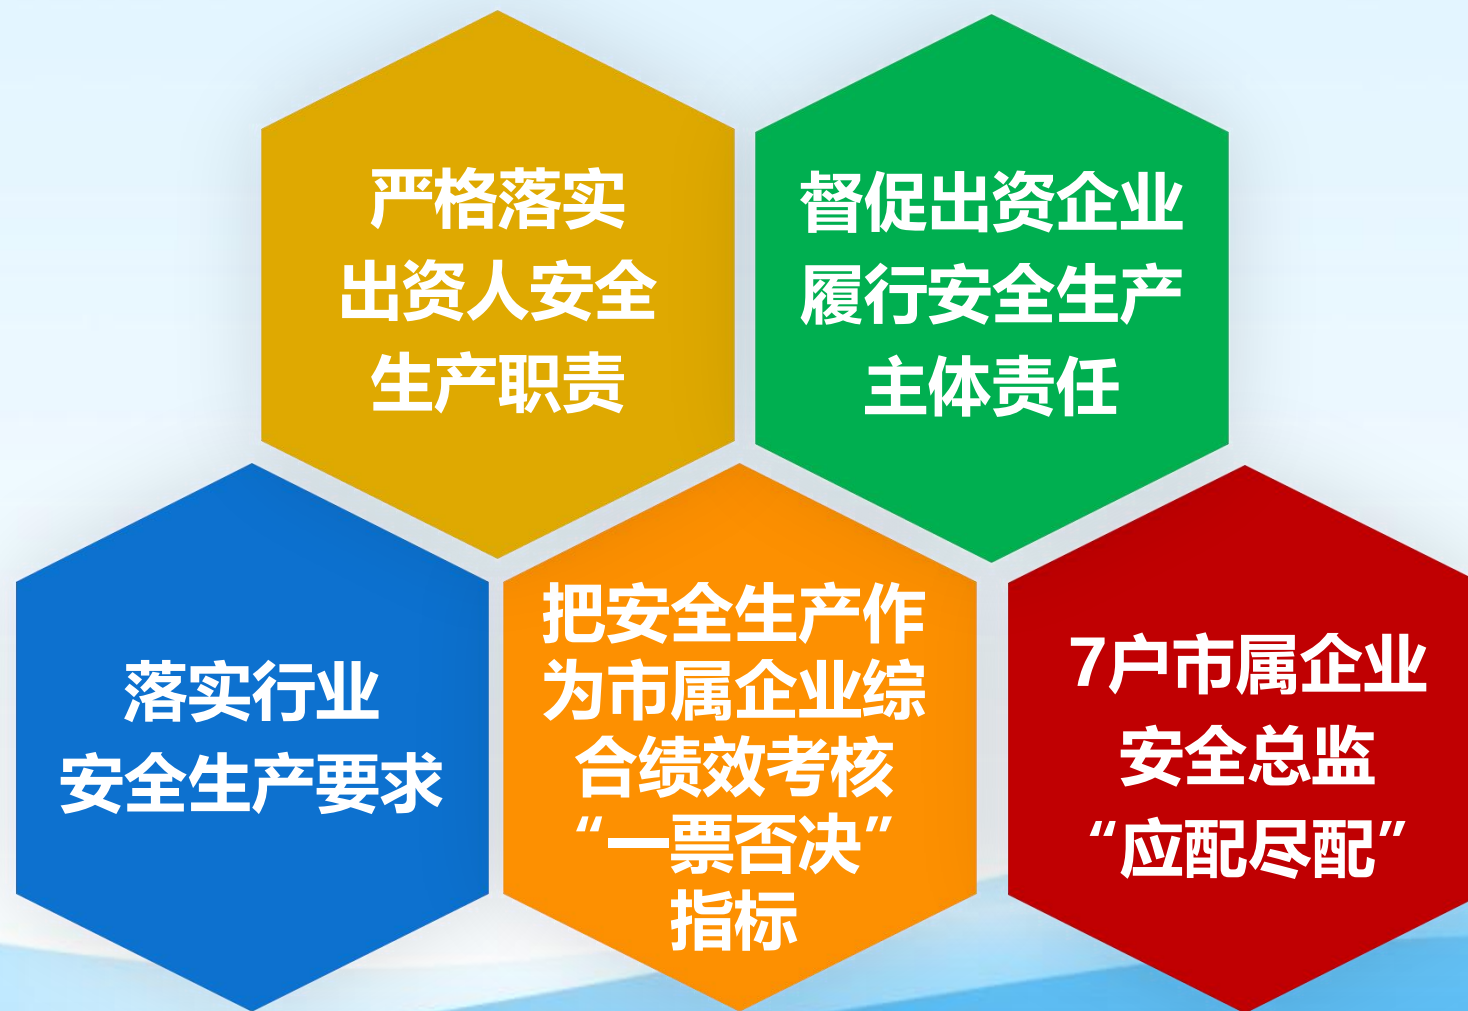 严格落实
出资人安全
生产职责
督促出资企业
履行安全生产
主体责任
落实行业
安全生产要求
把安全生产作
为市属企业综
合绩效考核
“一票否决”
指标
7户市属企业
安全总监
“应配尽配”